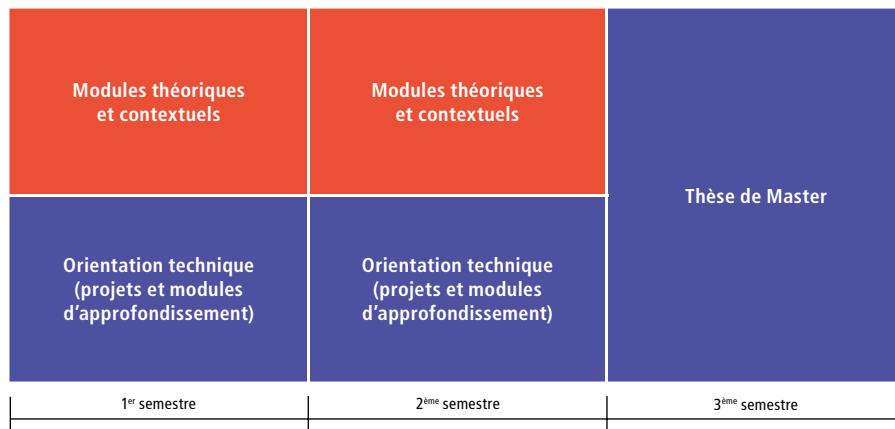 Modules théoriques
et contextuels
Modules théoriques
et contextuels
Thèse de Master
Orientation technique
(projets et modules
d'approfondissement)
Orientation technique
(projets et modules
d'approfondissement)
1er semestre
2ème semestre
3ème semestre